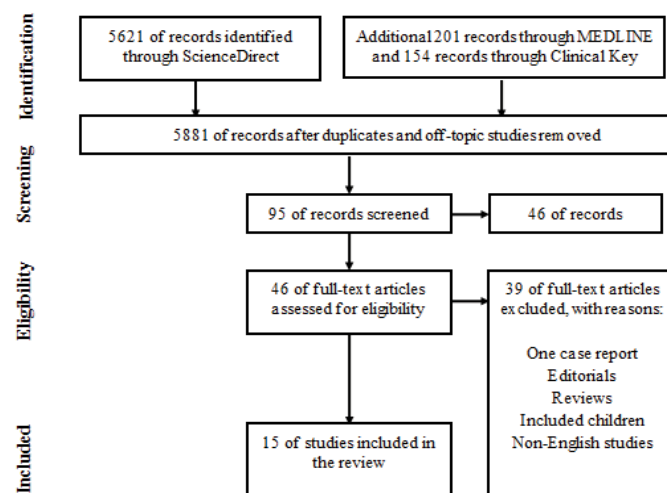 Identification
5621 of records identified
through ScienceDirect
Additional201 records through MEDLINE
and 154 records through Clinical Key
5881 of records after duplicates and off-topic studies removed
Screening
95 of records screened
46 of records
Eligibility
46 of full-text articles
assessed for eligibility
39 of full-text articles
excluded, with reasons:
One case report
Editorials
Reviews
Included children
Non-English studies
Included
15 of studies included in
the review